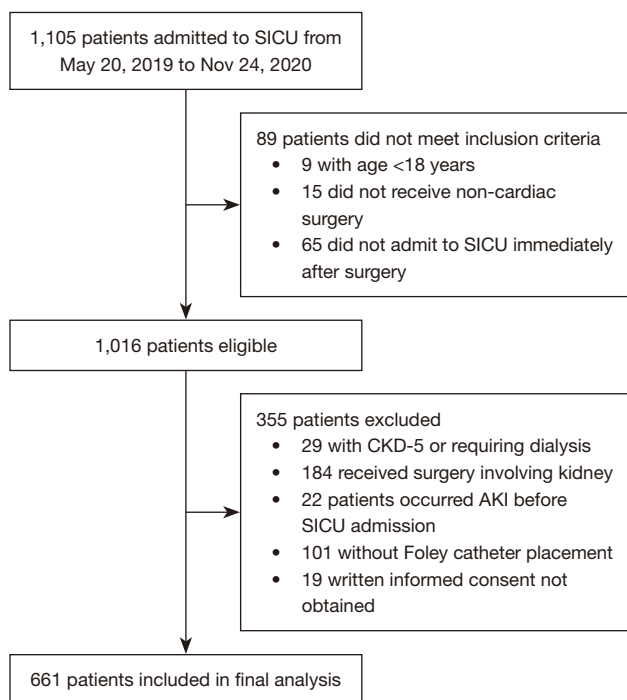 1,105 patients admitted to SICU from
May 20, 2019 to Nov 24, 2020
89 patients did not meet inclusion criteria
• 9 with age <18 years
• 15 did not receive non-cardiac
surgery
• 65 did not admit to SICU immediately
after surgery
1,016 patients eligible
355 patients excluded
• 29 with CKD-5 or requiring dialysis
• 184 received surgery involving kidney
• 22 patients occurred AKI before
SICU admission
• 101 without Foley catheter placement
• 19 written informed consent not
obtained
661 patients included in final analysis